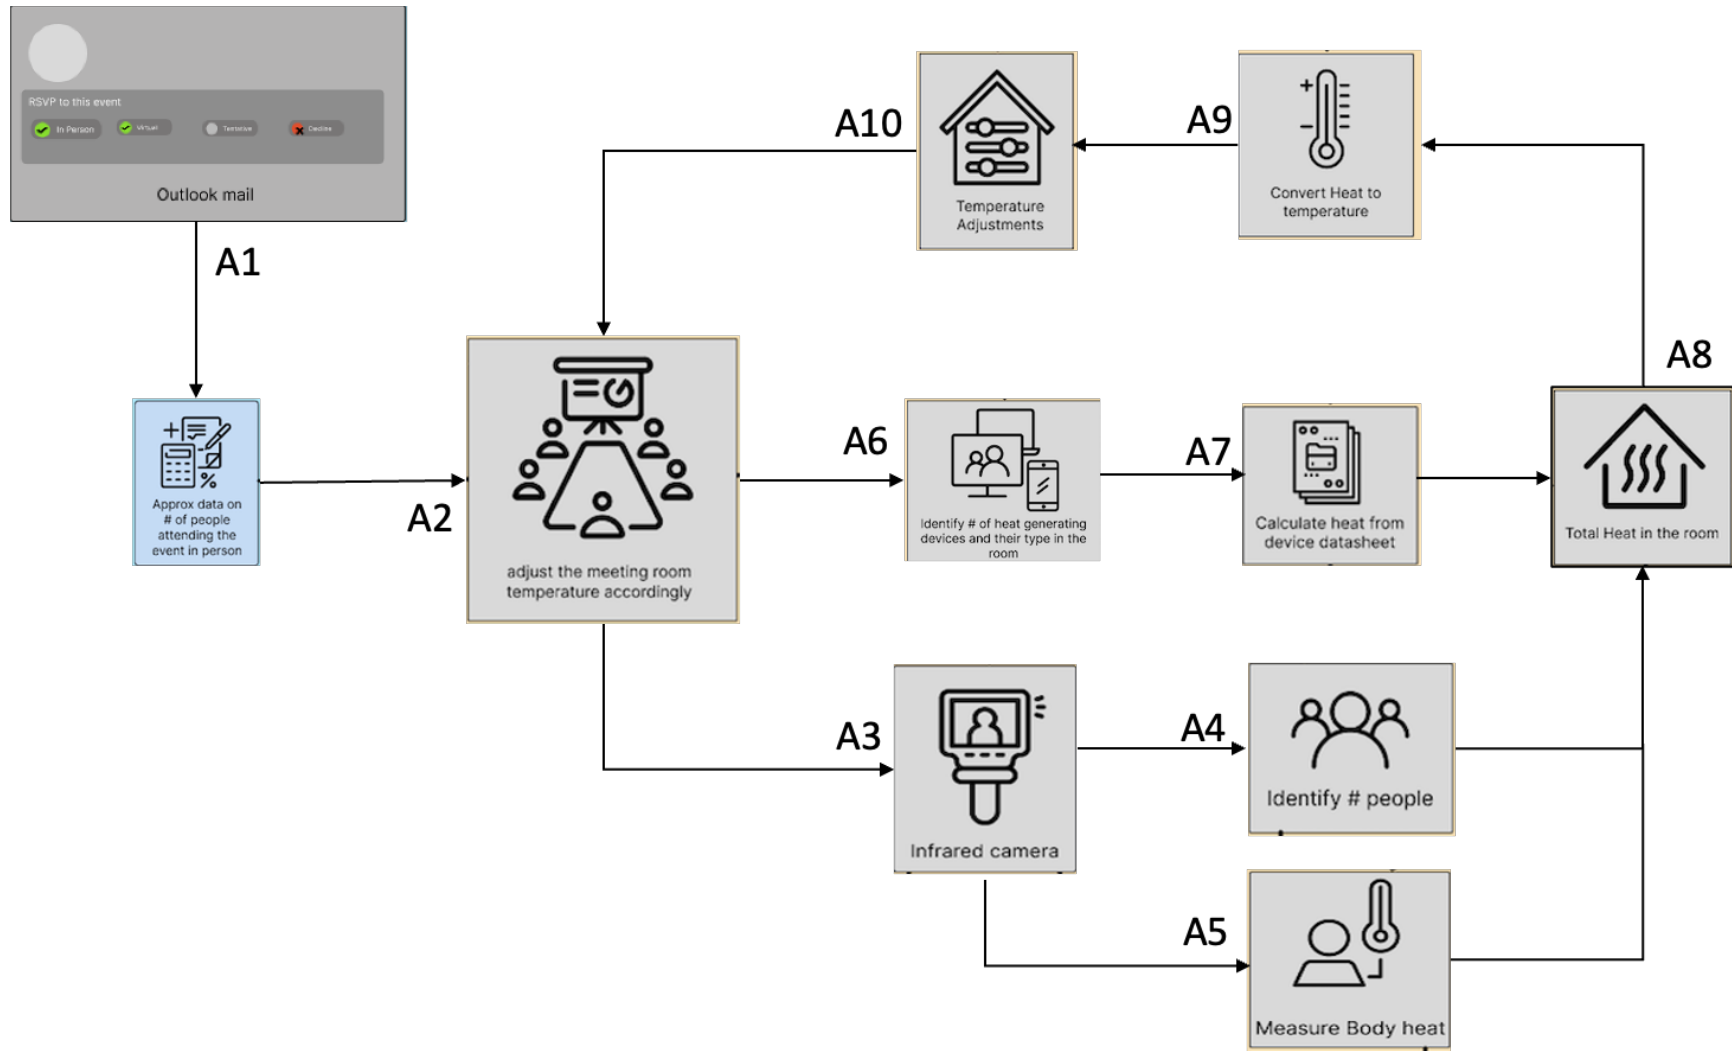 RSVP to this event
In Person
Virtual
Tentative
Decline
Outlook mail
A1
Approx data on
# of people
attending the
event in person
A2
adjust the meeting room
temperature accordingly
A10
Temperature
Adjustments
A9
Convert Heat to
temperature
A6
Identify # of heat generating
devices and their type in the
room
A7
Calculate heat from
device datasheet
A8
Total Heat in the room
A3
Infrared camera
A4
Identify # people
A5
Measure Body heat